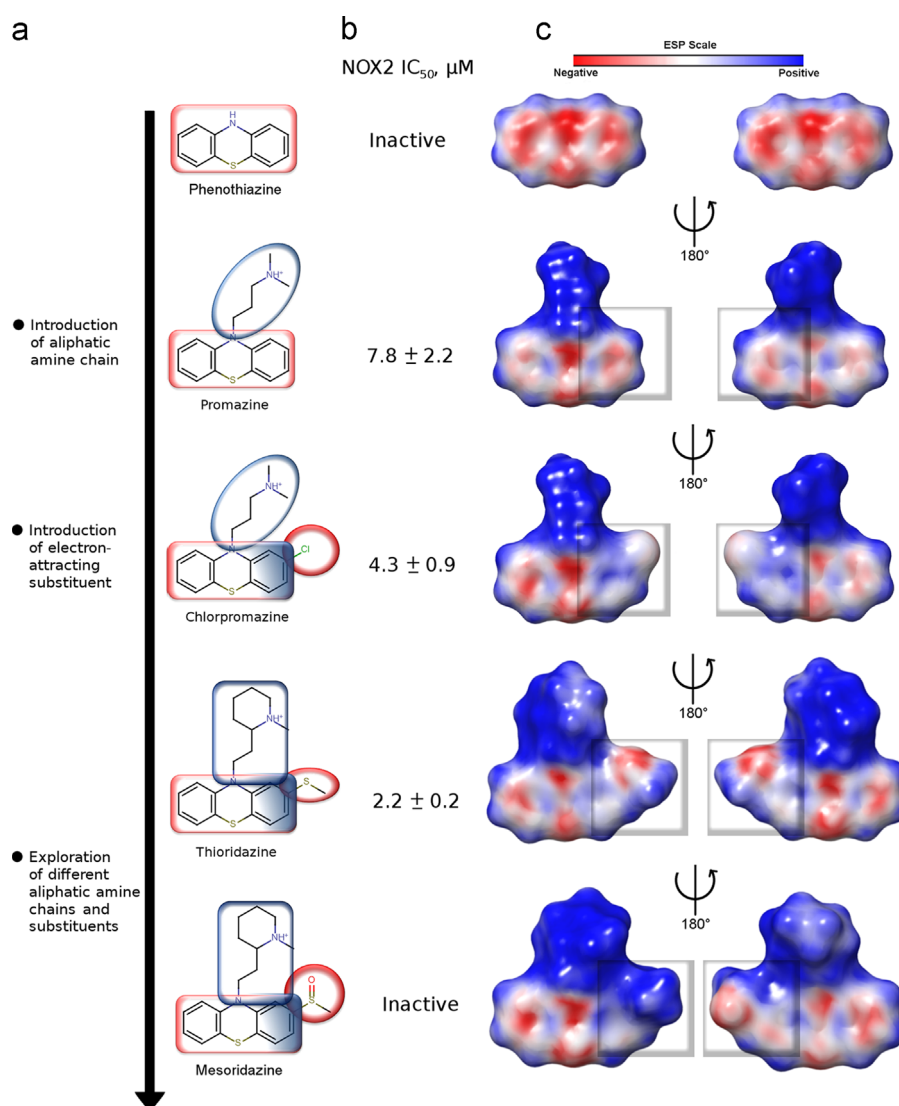 a
b
c
NOX2 IC50, μM
ESP Scale
Negative
Positive
H
N
S
Phenothiazine
Inactive
180°
● Introduction
of aliphatic
amine chain
NH+
N
S
Promazine
7.8 ± 2.2
180°
● Introduction
of electron-
attracting
substituent
NH+
N
Cl
S
Chlorpromazine
4.3 ± 0.9
180°
NH+
N
S
S
Thioridazine
2.2 ± 0.2
● Exploration
of different
aliphatic amine
chains and
substituents
180°
NH+
O
N
S
S
Mesoridazine
Inactive